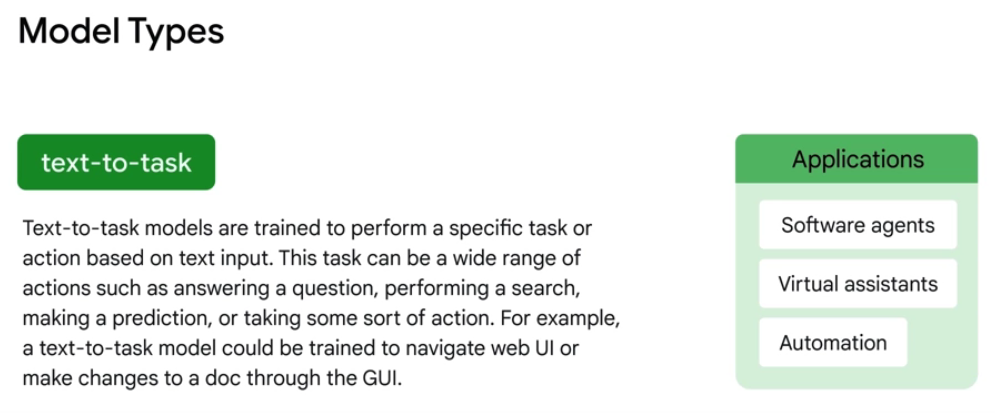 Model Types
text-to-task
Text-to-task models are trained to perform a specific task or
action based on text input. This task can be a wide range of
actions such as answering a question, performing a search,
making a prediction, or taking some sort of action. For example,
a text-to-task model could be trained to navigate web UI or
make changes to a doc through the GUI.
Applications
Software agents
Virtual assistants
Automation